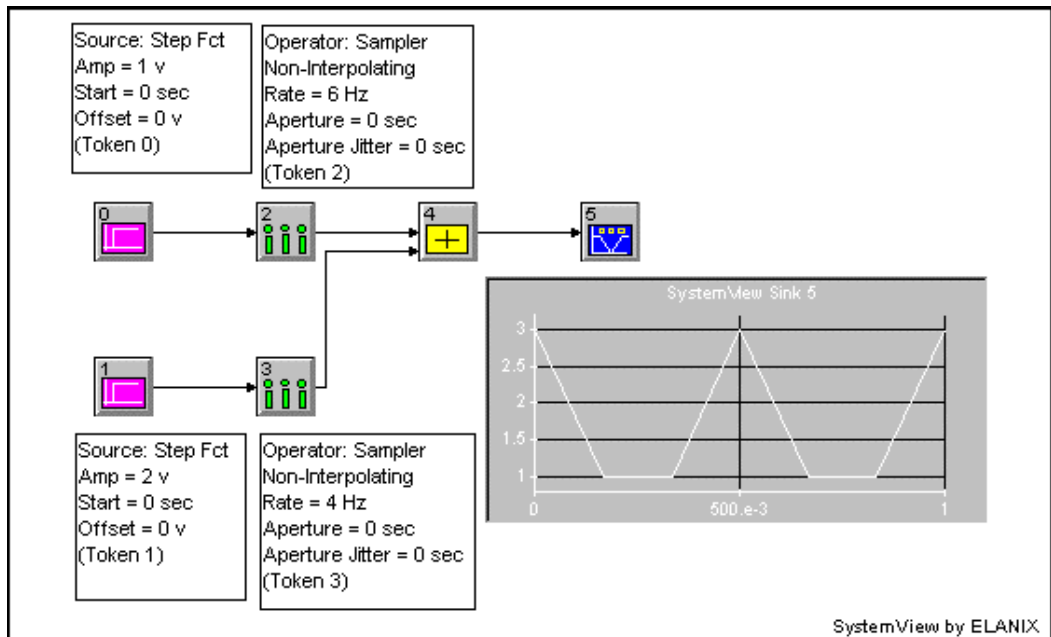 Source: Step Fct
Amp = 1 v
Start = 0 sec
Offset = 0 v
(Token 0)
Operator: Sampler
Non-Interpolating
Rate = 6 Hz
Aperture = 0 sec
Aperture Jitter = 0 sec
(Token 2)
0
2
4
5
1
3
SystemView Sink 5
3
2.5
2
1.5
1
0
500.e-3
1
Source: Step Fct
Amp = 2 v
Start = 0 sec
Offset = 0 v
(Token 1)
Operator: Sampler
Non-Interpolating
Rate = 4 Hz
Aperture = 0 sec
Aperture Jitter = 0 sec
(Token 3)
SystemView by ELANIX